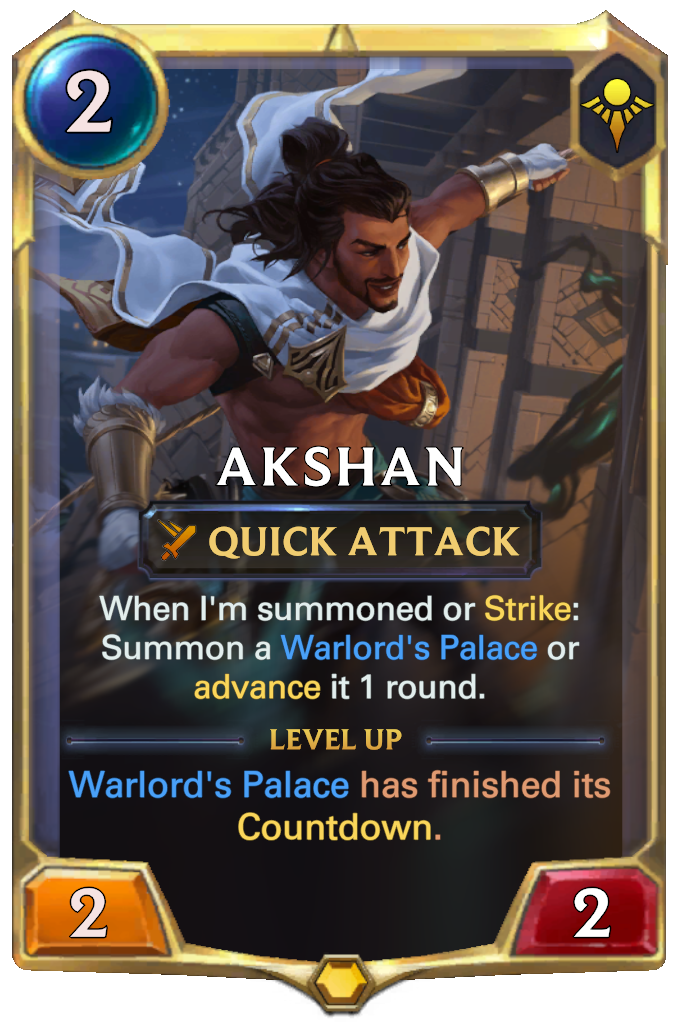 2
AKSHAN
QUICK ATTACK
When I'm summoned or Strike:
Summon a Warlord's Palace or
advance it 1 round.
LEVEL UP
Warlord's Palace has finished its
Countdown.
2
2